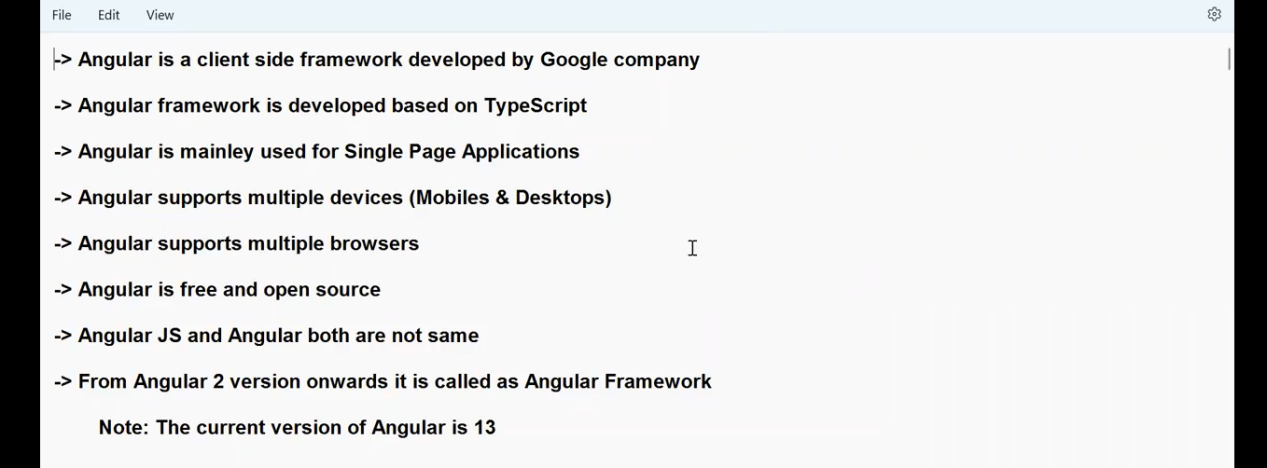 File Edit View
-> Angular is a client side framework developed by Google company
-> Angular framework is developed based on TypeScript
-> Angular is mainley used for Single Page Applications
-> Angular supports multiple devices (Mobiles & Desktops)
-> Angular supports multiple browsers
-> Angular is free and open source
-> Angular JS and Angular both are not same
-> From Angular 2 version onwards it is called as Angular Framework
Note: The current version of Angular is 13